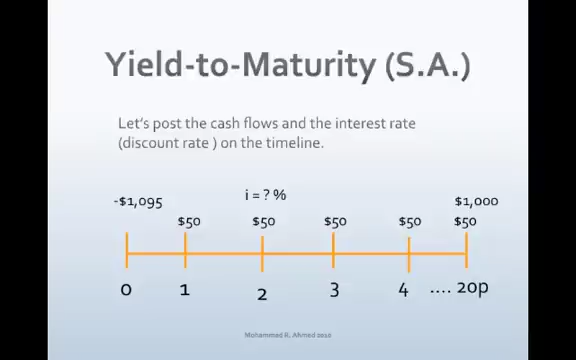 Yield-to-Maturity (S.A.)
Let's post the cash flows and the interest rate
(discount rate ) on the timeline.
-$1,095 i = ? % $1,000
$50 $50 $50 $50 $50
0 1 2 3 4 .... 20p
Mohammad R. Ahmed 2010